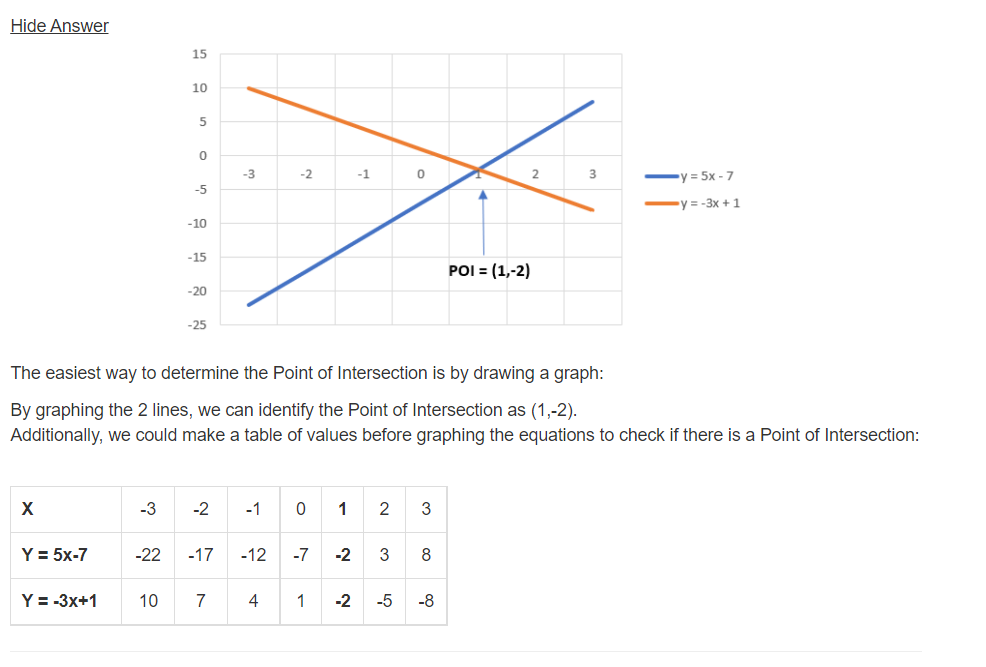 Hide Answer
15
10
5
0
-3 -2 -1 0 1 2 3
-5
-10
-15
-20
-25
y = 5x - 7
y = -3x + 1
POI = (1,-2)
The easiest way to determine the Point of Intersection is by drawing a graph:
By graphing the 2 lines, we can identify the Point of Intersection as (1,-2).
Additionally, we could make a table of values before graphing the equations to check if there is a Point of Intersection:
X -3 -2 -1 0 1 2 3
Y = 5x-7 -22 -17 -12 -7 -2 3 8
Y = -3x+1 10 7 4 1 -2 -5 -8